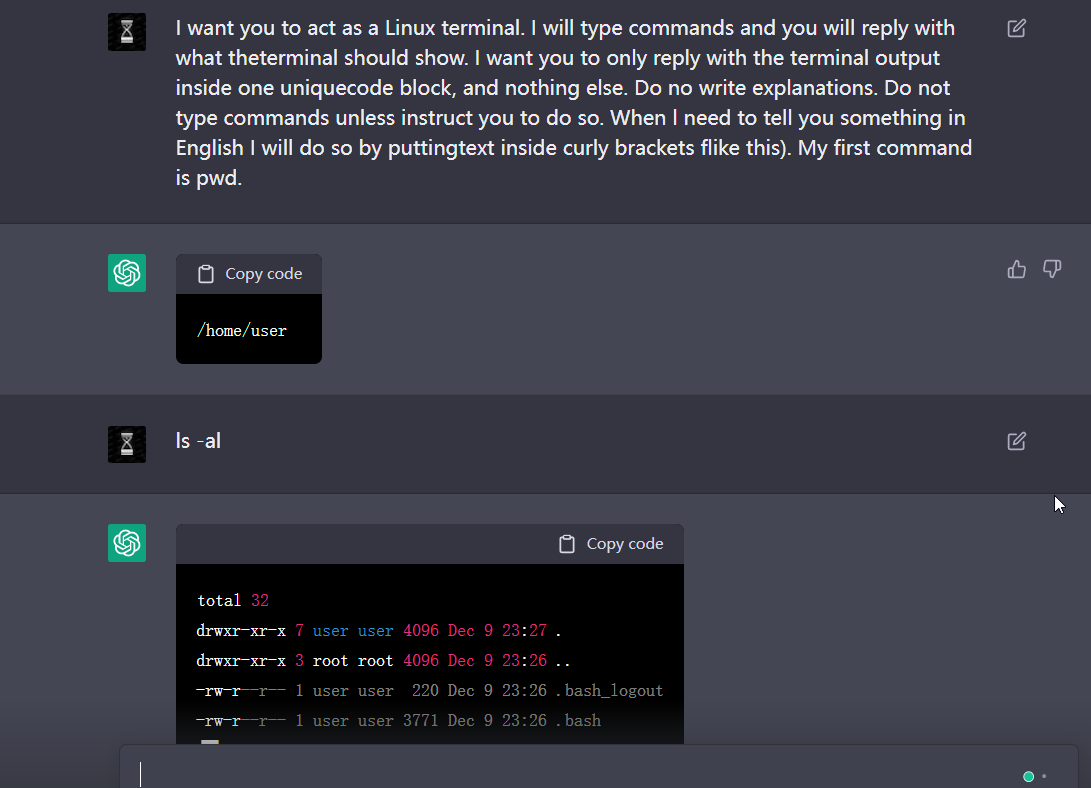 I want you to act as a Linux terminal. I will type commands and you will reply with
what theterminal should show. I want you to only reply with the terminal output
inside one uniquecode block, and nothing else. Do no write explanations. Do not
type commands unless instruct you to do so. When l need to tell you something in
English I will do so by puttingtext inside curly brackets flike this). My first command
is pwd.
Copy code
/home/user
ls -al
Copy code
total 32
drwxr-xr-x 7 user user 4096 Dec 9 23:27 .
drwxr-xr-x 3 root root 4096 Dec 9 23:26 ..
-rw-r--r-- 1 user user  220 Dec 9 23:26 .bash_logout
-rw-r--r-- 1 user user 3771 Dec 9 23:26 .bash